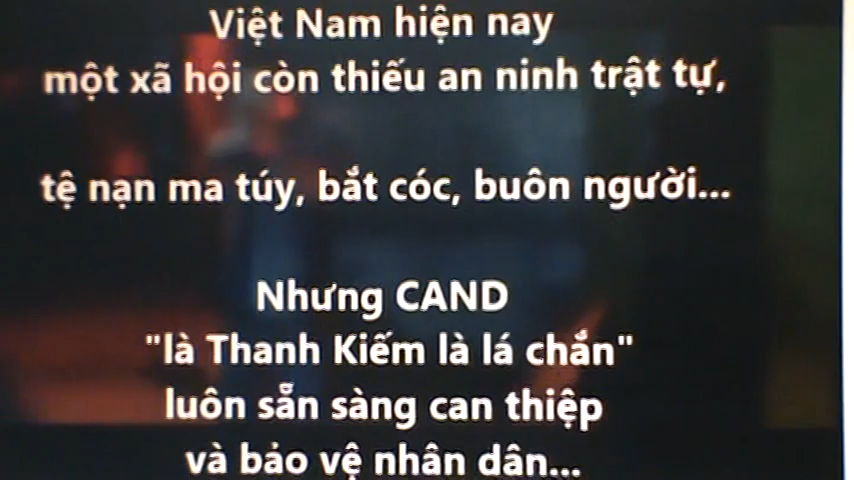 Việt Nam hiện nay
một xã hội còn thiếu an ninh trật tự,
tệ nạn ma túy, bắt cóc, buôn người...
Nhưng CAND
"là Thanh Kiếm là lá chắn"
luôn sẵn sàng can thiệp
và bảo vệ nhân dân...